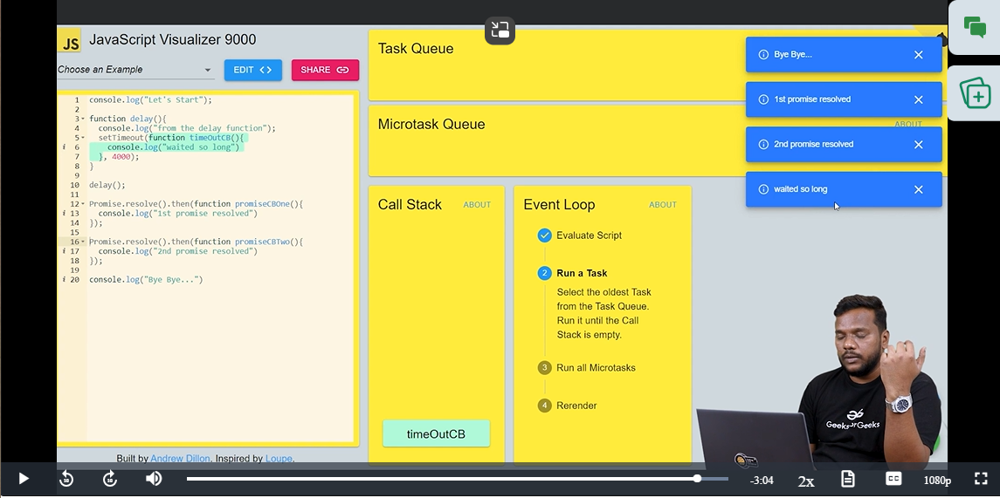 JS
JavaScript Visualizer 9000
Choose an Example
EDIT
SHARE
1 console.log("Let's Start");
2
3 function delay(){
4 console.log("from the delay function");
5 setTimeout(function timeOutCB(){
i 6 console.log("waited so long")
7 }, 4000);
8 }
9
10 delay();
11
12 Promise.resolve().then(function promiseCBOne(){
i 13 console.log("1st promise resolved")
14 });
15
16 Promise.resolve().then(function promiseCBTwo(){
i 17 console.log("2nd promise resolved")
18 });
19
i 20 console.log("Bye Bye...")
Built by Andrew Dillon. Inspired by Loupe.
Task Queue
Microtask Queue
ABOUT
Call Stack
ABOUT
timeOutCB
Event Loop
ABOUT
Evaluate Script
2 Run a Task
Select the oldest Task
from the Task Queue.
Run it until the Call
Stack is empty.
3 Run all Microtasks
4 Rerender
Bye Bye...
1st promise resolved
2nd promise resolved
waited so long
GeeksforGeeks
10
10
-3:04
2x
CC
1080p